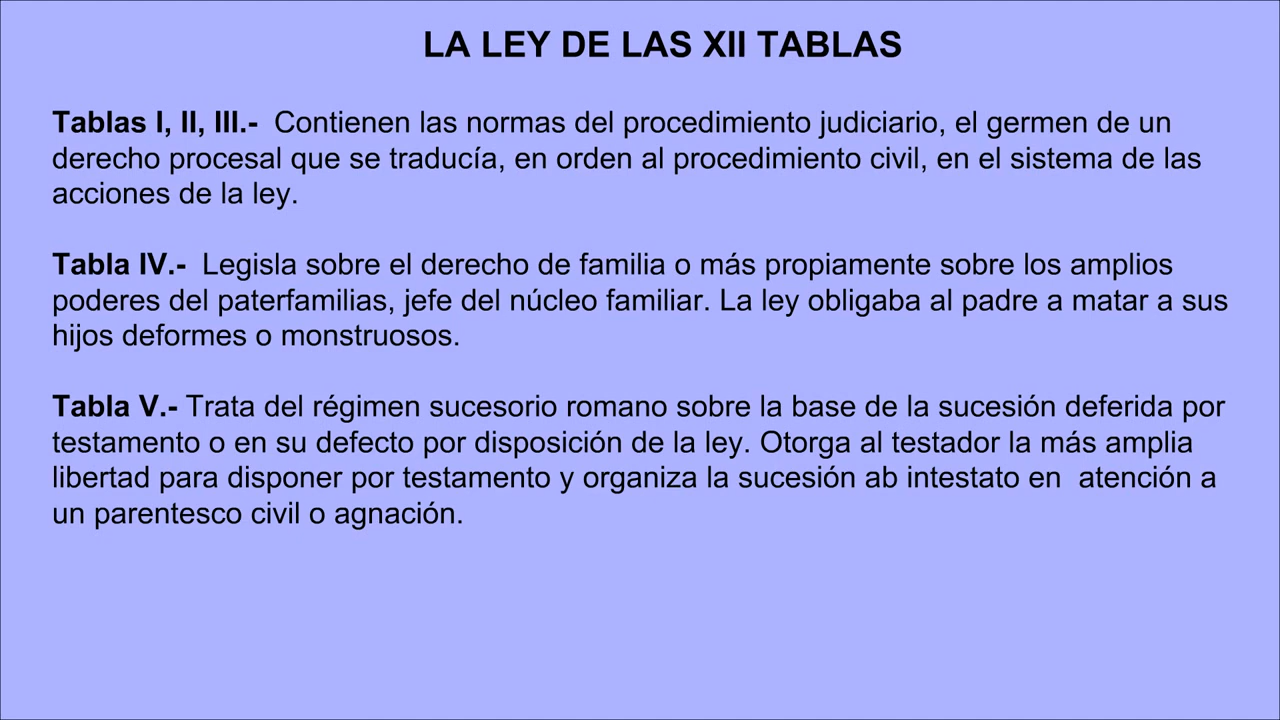 LA LEY DE LAS XII TABLAS
Tablas I, II, III.-  Contienen las normas del procedimiento judiciario, el germen de un
derecho procesal que se traducía, en orden al procedimiento civil, en el sistema de las
acciones de la ley.
Tabla IV.-  Legisla sobre el derecho de familia o más propiamente sobre los amplios
poderes del paterfamilias, jefe del núcleo familiar. La ley obligaba al padre a matar a sus
hijos deformes o monstruosos.
Tabla V.- Trata del régimen sucesorio romano sobre la base de la sucesión deferida por
testamento o en su defecto por disposición de la ley. Otorga al testador la más amplia
libertad para disponer por testamento y organiza la sucesión ab intestato en  atención a
un parentesco civil o agnación.